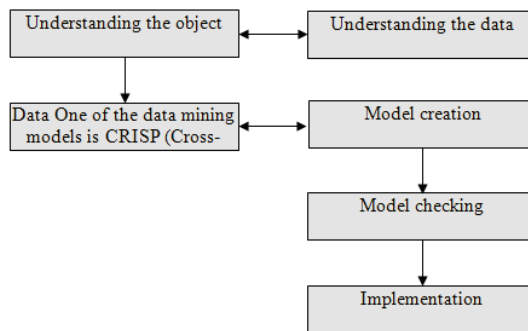 Understanding the object
Understanding the data
Data One of the data mining
models is CRISP (Cross-
Model creation
Model checking
Implementation